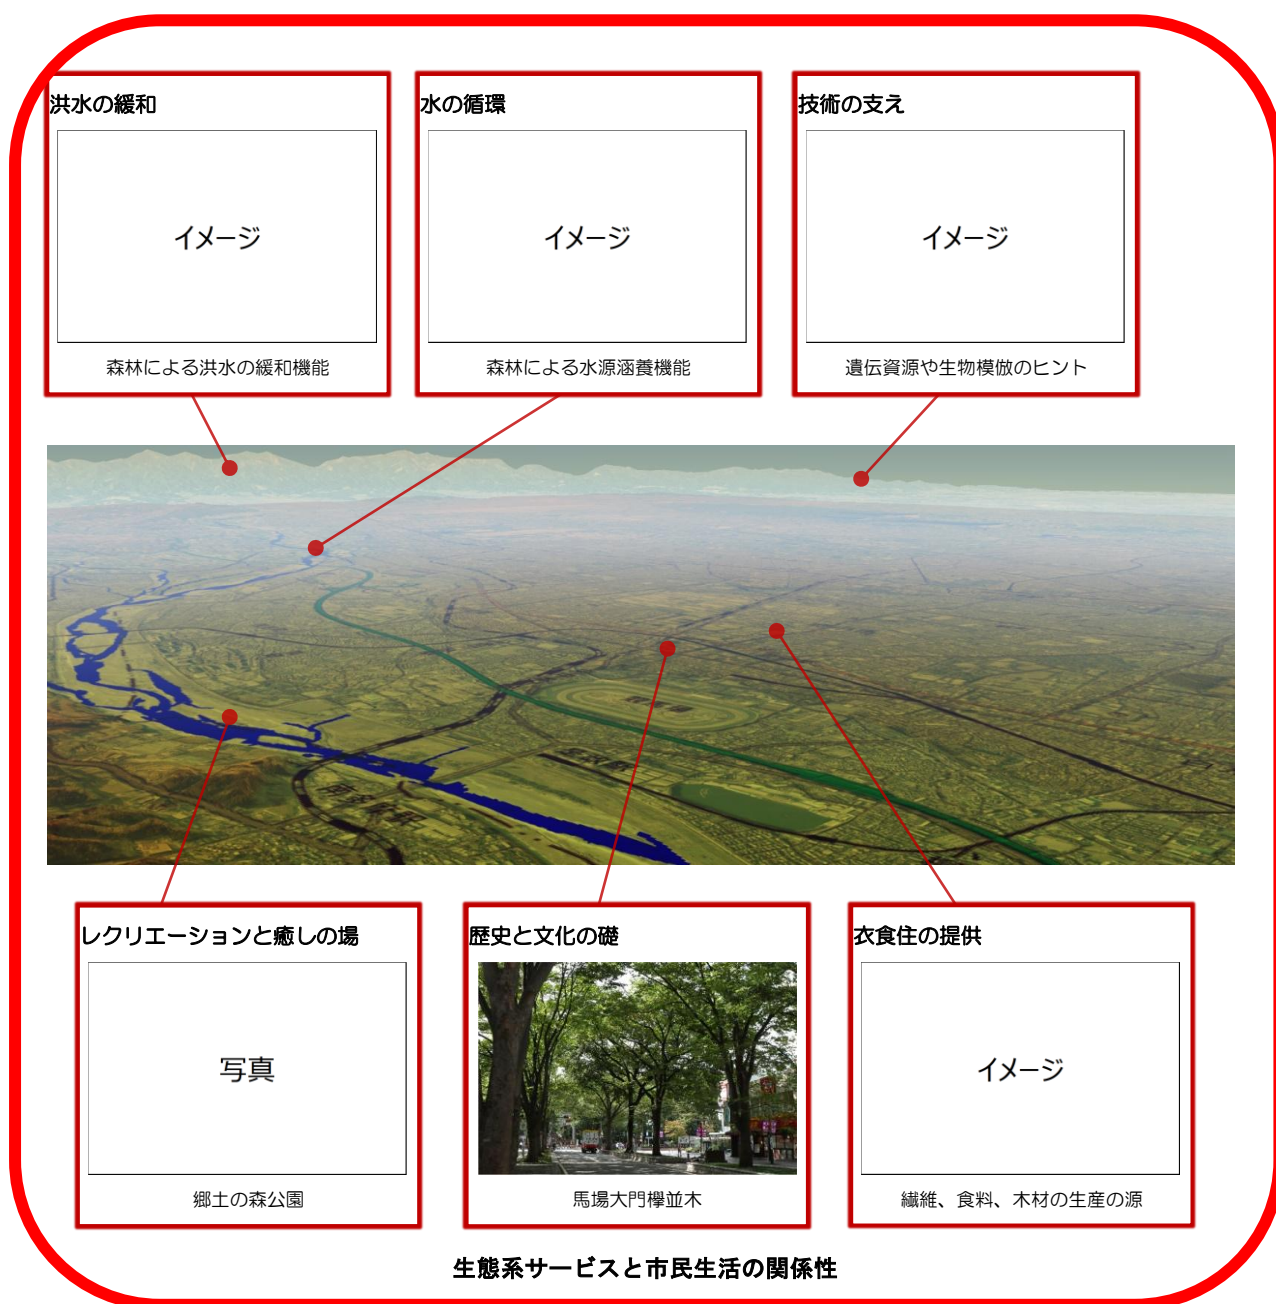 洪水の緩和
イメージ
森林による洪水の緩和機能
水の循環
イメージ
森林による水源涵養機能
技術の支え
イメージ
遺伝資源や生物模倣のヒント
レクリエーションと癒しの場
写真
郷土の森公園
歴史と文化の礎
馬場大門欅並木
衣食住の提供
イメージ
繊維、食料、木材の生産の源
生態系サービスと市民生活の関係性